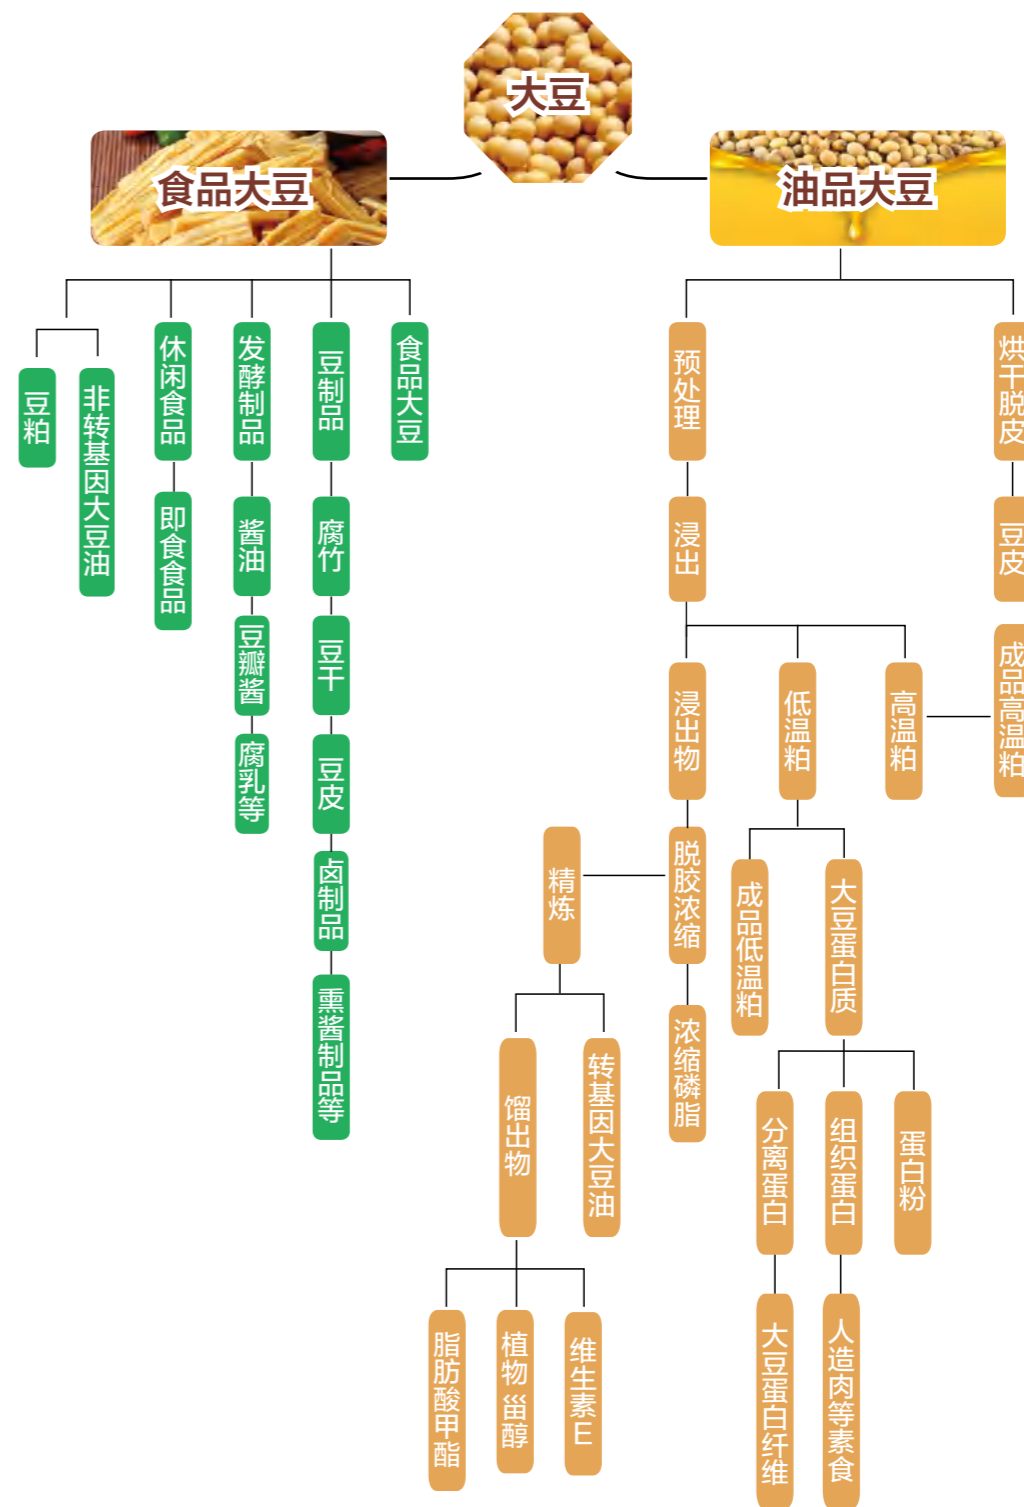 大豆
食品大豆
油品大豆
豆粕
非转基因大豆油
休闲食品
即食食品
发酵制品
酱油
豆瓣酱
腐乳等
豆制品
腐竹
豆干
豆皮
卤制品
熏酱制品等
食品大豆
预处理
浸出
浸出物
低温粕
高温粕
成品高温粕
烘干脱皮
豆皮
精炼
脱胶浓缩
浓缩磷脂
成品低温粕
大豆蛋白质
馏出物
转基因大豆油
分离蛋白
组织蛋白
蛋白粉
脂肪酸甲酯
植物甾醇
维生素E
大豆蛋白纤维
人造肉等素食